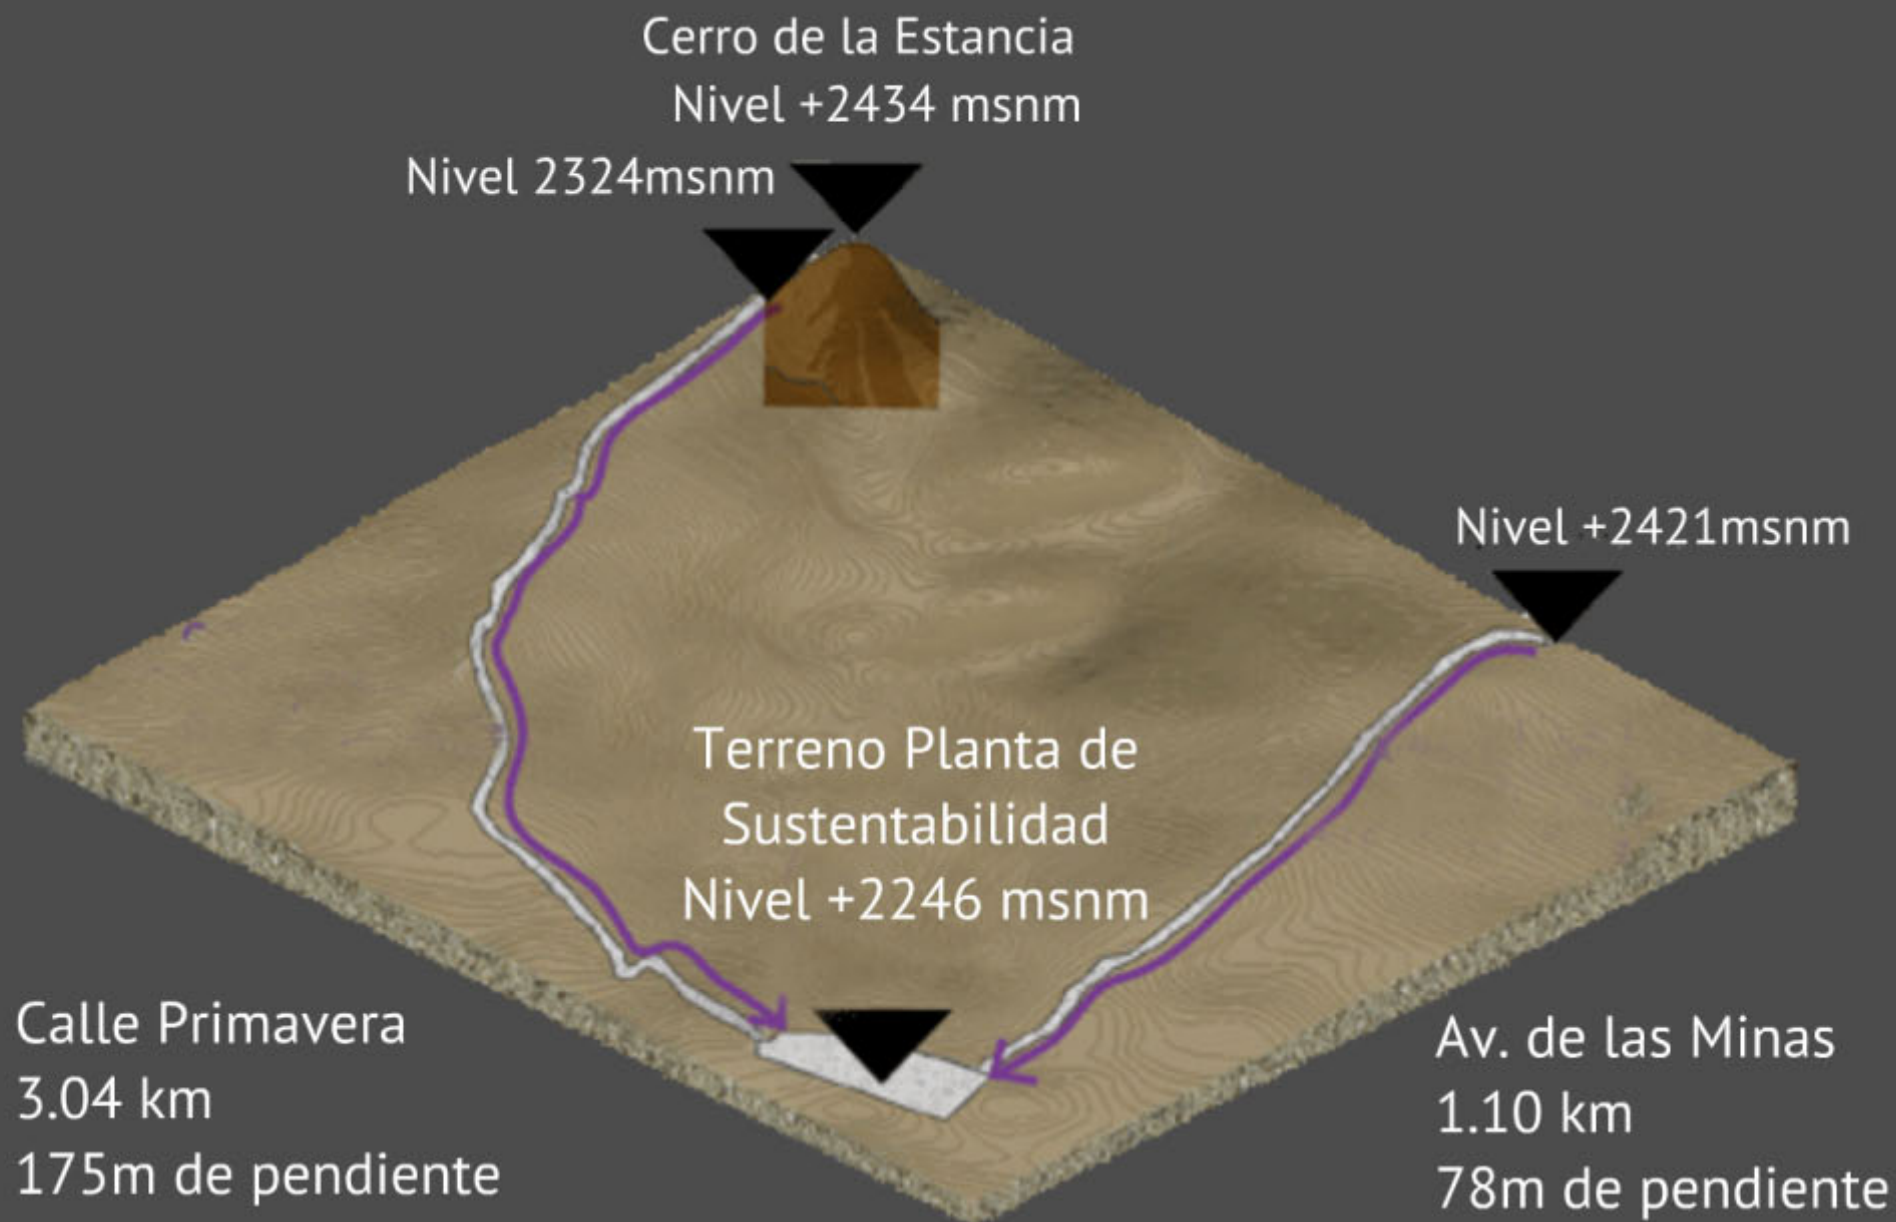 Cerro de la Estancia
Nivel +2434 msnm
Nivel 2324msnm
Nivel +2421msnm
Terreno Planta de
Sustentabilidad
Nivel +2246 msnm
Calle Primavera
3.04 km
175m de pendiente
Av. de las Minas
1.10 km
78m de pendiente